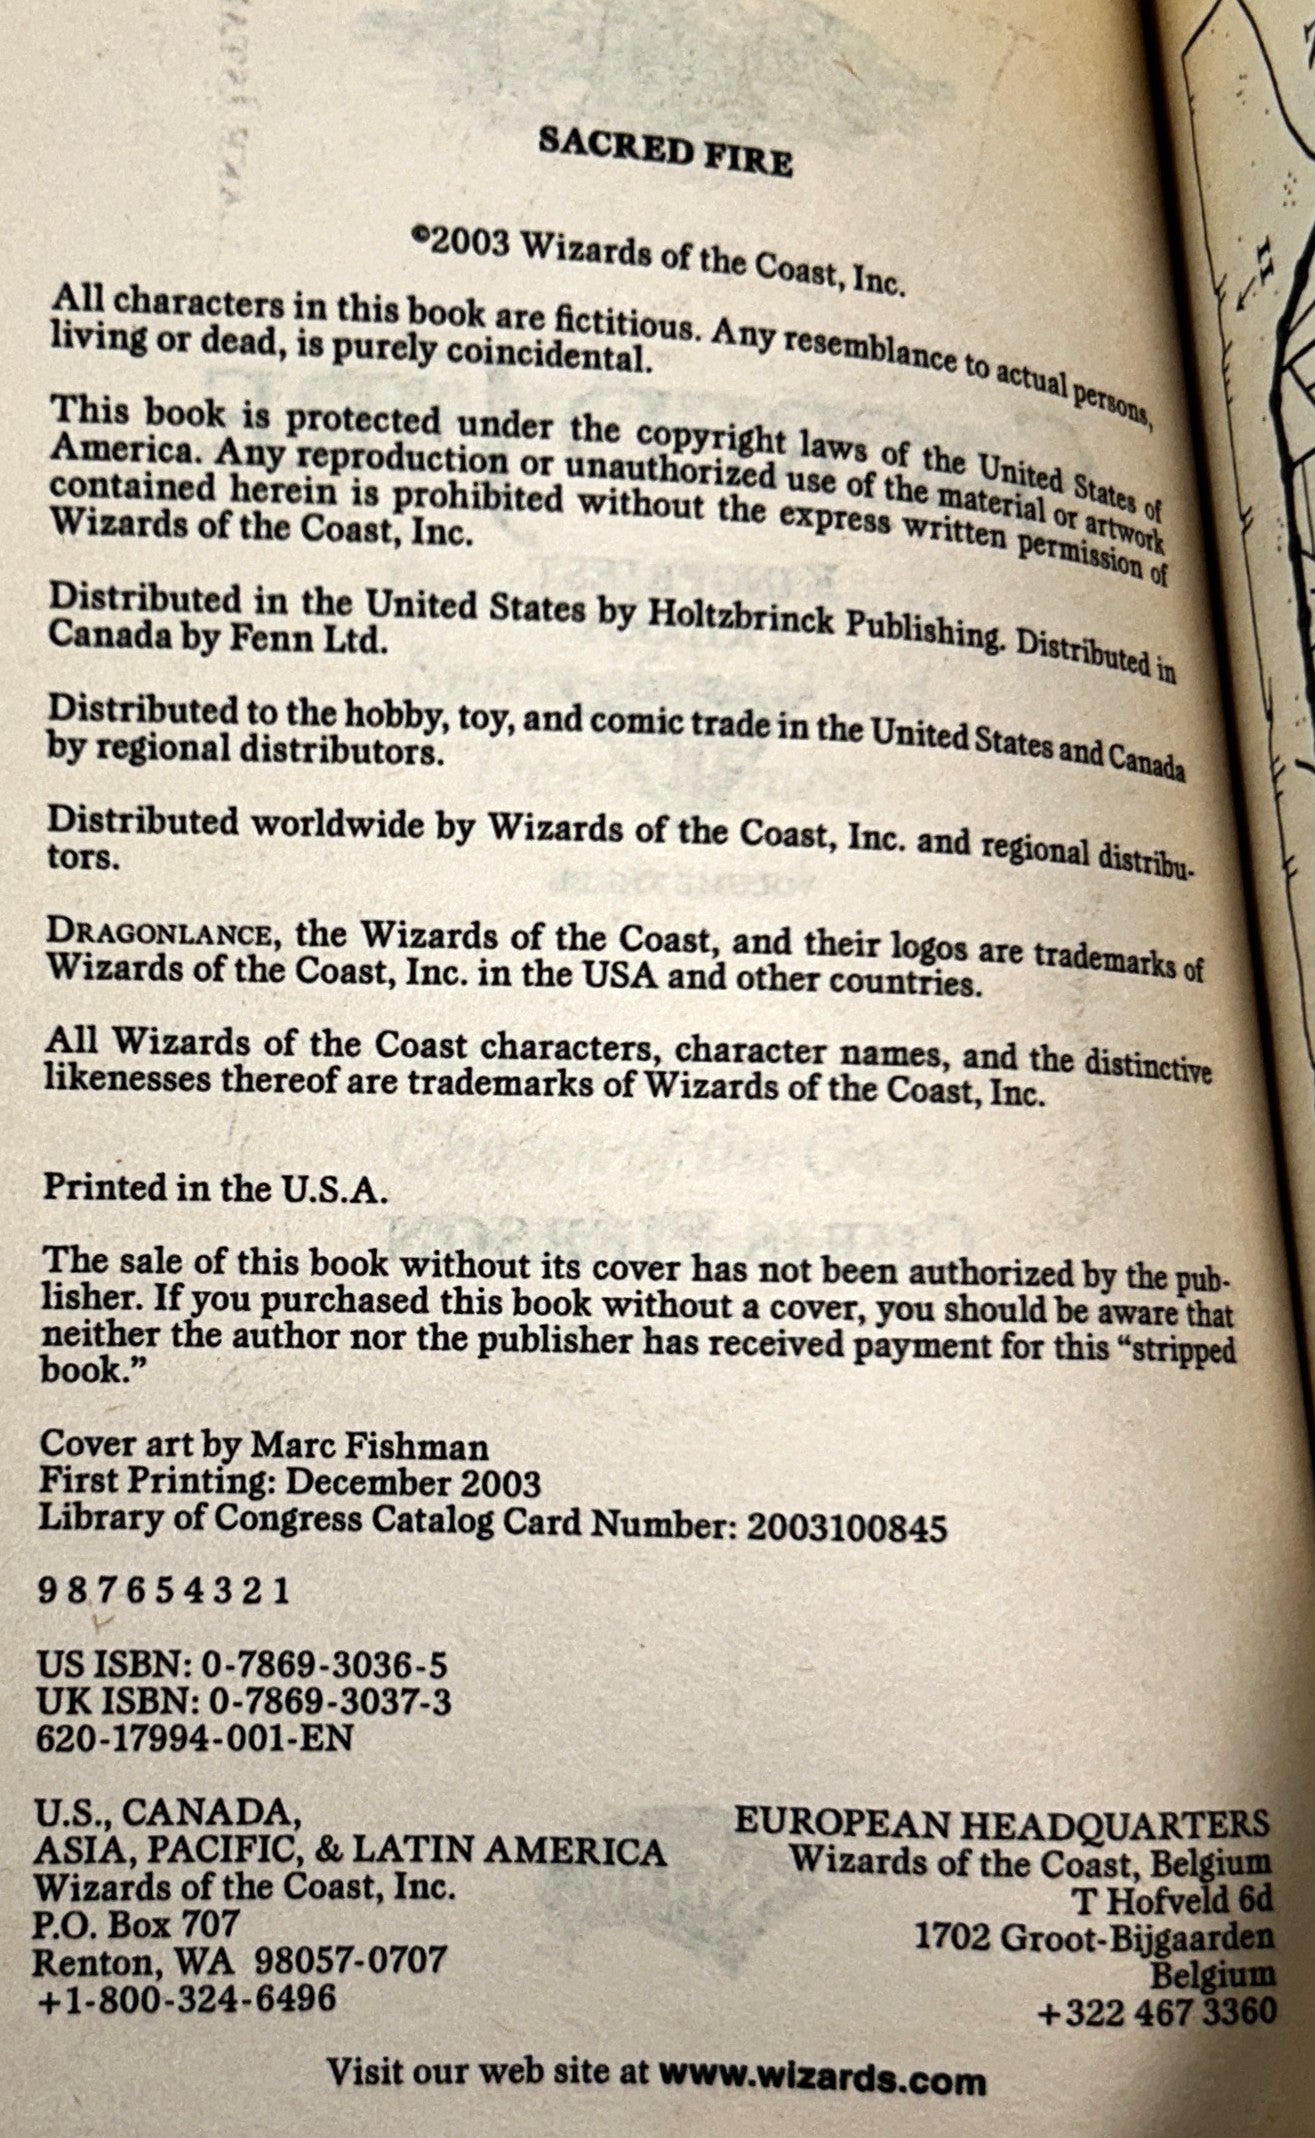 SACRED FIRE
©2003 Wizards of the Coast, Inc.
All characters in this book are fictitious. Any resemblance to actual persons,
living or dead, is purely coincidental.
This book is protected under the copyright laws of the United States of
America. Any reproduction or unauthorized use of the material or artwork
contained herein is prohibited without the express written permission of
Wizards of the Coast, Inc.
Distributed in the United States by Holtzbrinck Publishing. Distributed in
Canada by Fenn Ltd.
Distributed to the hobby, toy, and comic trade in the United States and Canada
by regional distributors.
Distributed worldwide by Wizards of the Coast, Inc. and regional distribu-
tors.
DRAGONLANCE, the Wizards of the Coast, and their logos are trademarks of
Wizards of the Coast, Inc. in the USA and other countries.
All Wizards of the Coast characters, character names, and the distinctive
likenesses thereof are trademarks of Wizards of the Coast, Inc.
Printed in the U.S.A.
The sale of this book without its cover has not been authorized by the pub-
lisher. If you purchased this book without a cover, you should be aware that
neither the author nor the publisher has received payment for this “stripped
book.”
Cover art by Marc Fishman
First Printing: December 2003
Library of Congress Catalog Card Number: 2003100845
9 8 7 6 5 4 3 2 1
US ISBN: 0-7869-3036-5
UK ISBN: 0-7869-3037-3
620-17994-001-EN
U.S., CANADA,
ASIA, PACIFIC, & LATIN AMERICA
Wizards of the Coast, Inc.
P.O. Box 707
Renton, WA 98057-0707
+1-800-324-6496
EUROPEAN HEADQUARTERS
Wizards of the Coast, Belgium
T Hofveld 6d
1702 Groot-Bijgaarden
Belgium
+322 467 3360
Visit our web site at www.wizards.com